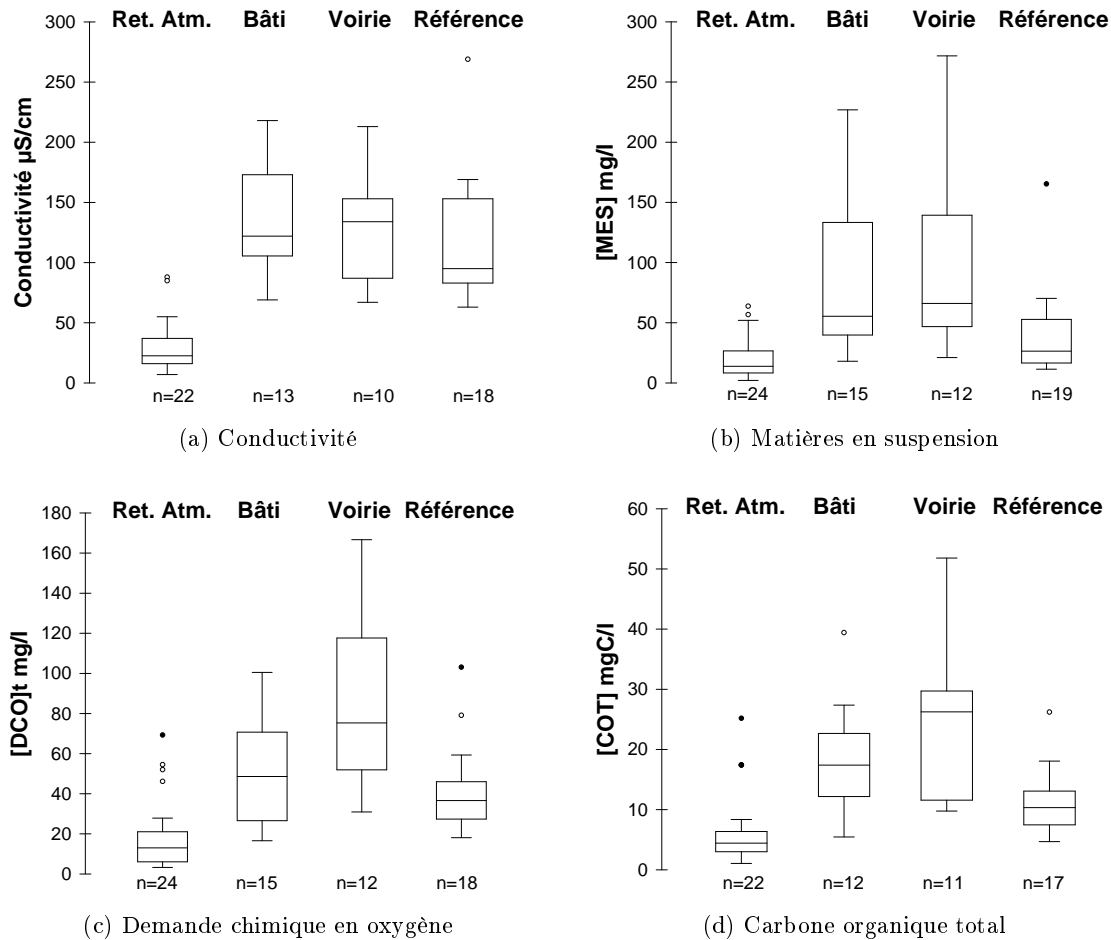 Ret. Atm. Bâti Voirie Référence
300
250
200
150
100
50
0
Conductivité µS/cm
n=22 n=13 n=10 n=18
(a) Conductivité
Ret. Atm. Bâti Voirie Référence
300
250
200
150
100
50
0
[MES] mg/l
n=24 n=15 n=12 n=19
(b) Matières en suspension
Ret. Atm. Bâti Voirie Référence
180
160
140
120
100
80
60
40
20
0
[DCO]t mg/l
n=24 n=15 n=12 n=18
(c) Demande chimique en oxygène
Ret. Atm. Bâti Voirie Référence
60
50
40
30
20
10
0
[COT] mgC/l
n=22 n=12 n=11 n=17
(d) Carbone organique total